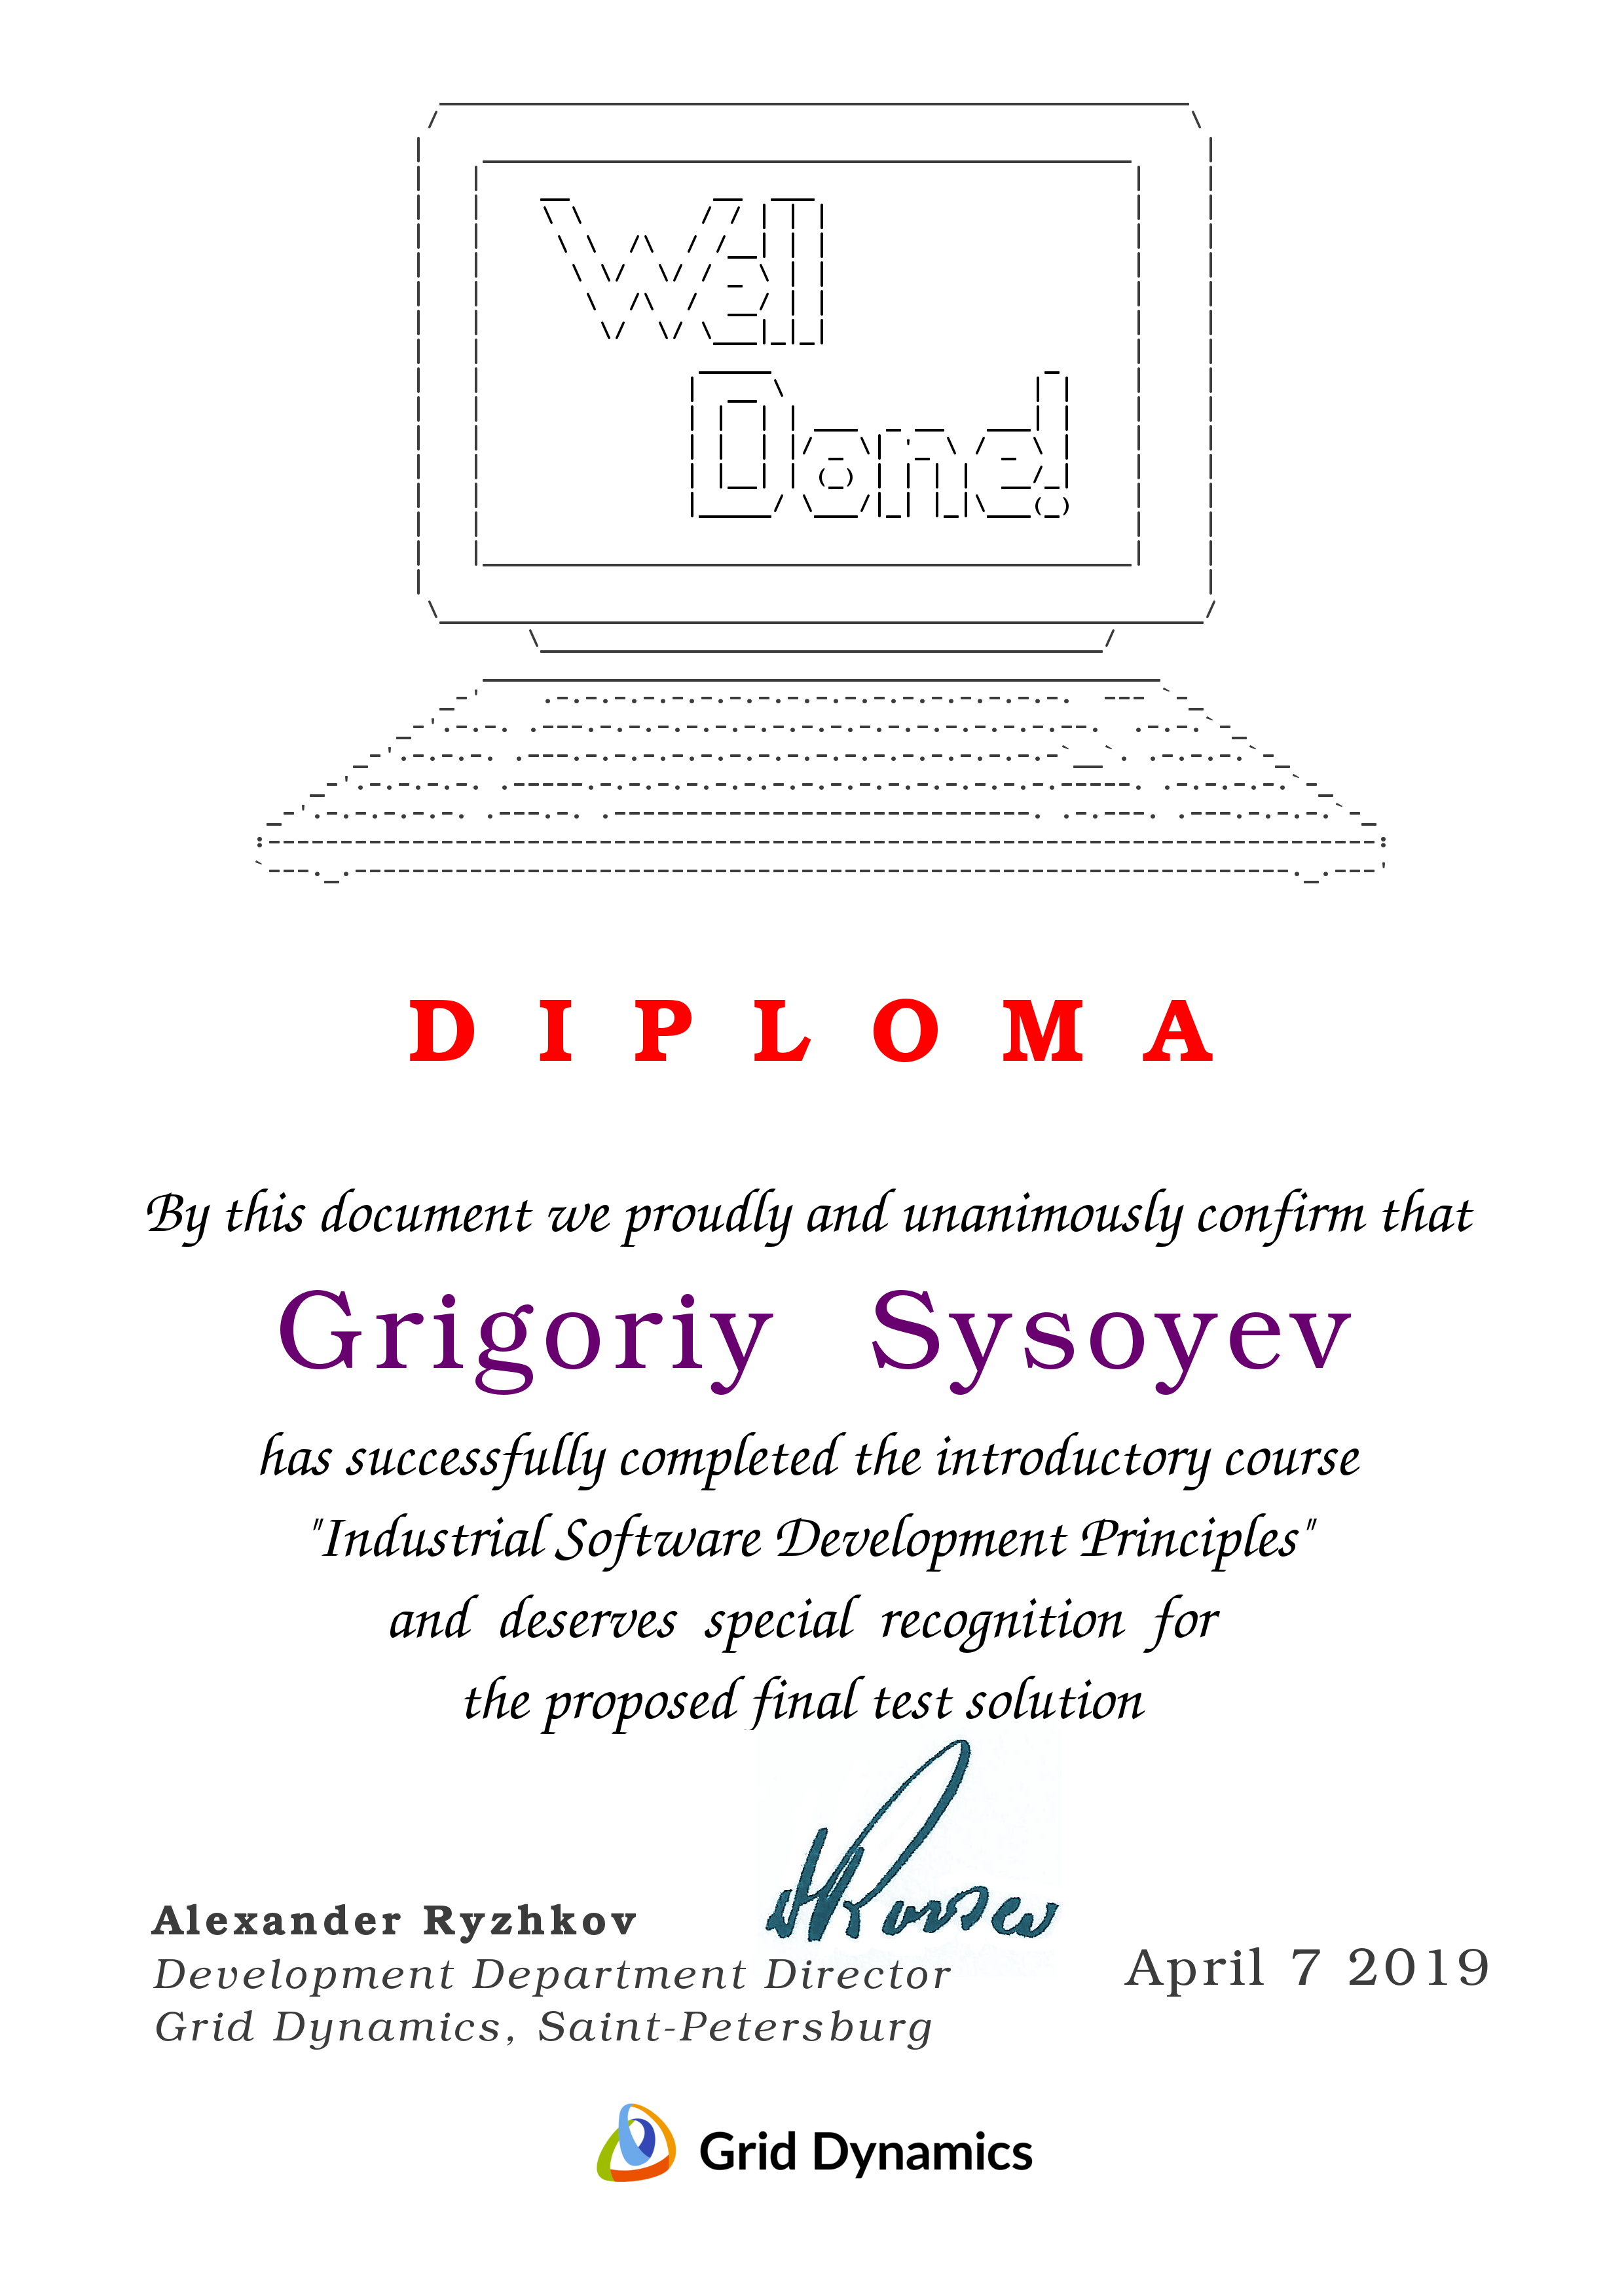 Well
Done!
D I P L O M A
By this document we proudly and unanimously confirm that
Grigoriy Sysoyev
has successfully completed the introductory course
"Industrial Software Development Principles"
and deserves special recognition for
the proposed final test solution
Alexander Ryzhkov
Development Department Director
Grid Dynamics, Saint-Petersburg
April 7 2019
Grid Dynamics